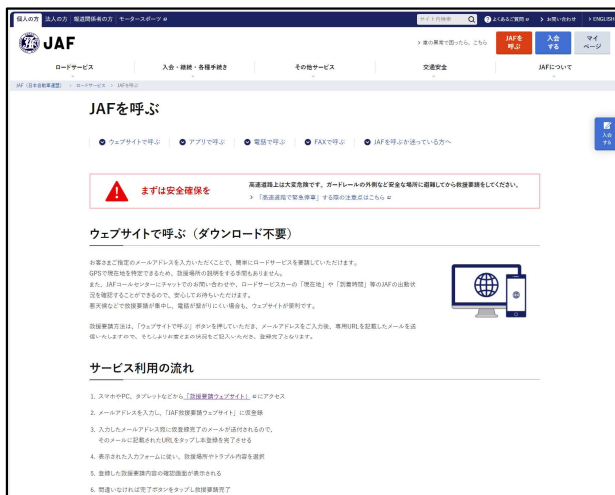 個人の方 法人の方 報道関係者の方 モータースポーツ
サイト内検索 よくあるご質問 お問い合わせ ENGLISH
JAF
車の異常で困ったら、こちら
JAFを呼ぶ
入会する
マイページ
ロードサービス 入会・継続・各種手続き その他サービス 交通安全 JAFについて
JAF（日本自動車連盟） > ロードサービス > JAFを呼ぶ
JAFを呼ぶ
入会する
ウェブサイトで呼ぶ アプリで呼ぶ 電話で呼ぶ FAXで呼ぶ JAFを呼ぶか迷っている方へ
まずは安全確保を
高速道路上は大変危険です。ガードレールの外側など安全な場所に避難してから救援要請をしてください。
> 「高速道路で緊急停車」する際の注意点はこちら
ウェブサイトで呼ぶ（ダウンロード不要）
お客さまご指定のメールアドレスを入力いただくことで、簡単にロードサービスを要請していただけます。
GPSで現在地を特定できるため、救援場所の説明をする手間もありません。
また、JAFコールセンターにチャットでのお問い合わせや、ロードサービスカーの「現在地」や「到着時間」等のJAFの出動状
況を確認することができるので、安心してお待ちいただけます。
悪天候などで救援要請が集中し、電話が繋がりにくい場合も、ウェブサイトが便利です。
救援要請方法は、「ウェブサイトで呼ぶ」ボタンを押していただき、メールアドレスをご入力後、専用URLを記載したメールを送
信いたしますので、そちらよりお客さまの状況をご記入いただき、登録完了となります。
サービス利用の流れ
1. スマホやPC、タブレットなどから「救援要請ウェブサイト」にアクセス
2. メールアドレスを入力し、「JAF救援要請ウェブサイト」に仮登録
3. 入力したメールアドレス宛に仮登録完了のメールが送付されるので、
そのメールに記載されたURLをタップし本登録を完了させる
4. 表示された入力フォームに従い、救援場所やトラブル内容を選択
5. 登録した救援要請内容の確認画面が表示される
6. 間違いなければ完了ボタンをタップし救援要請完了